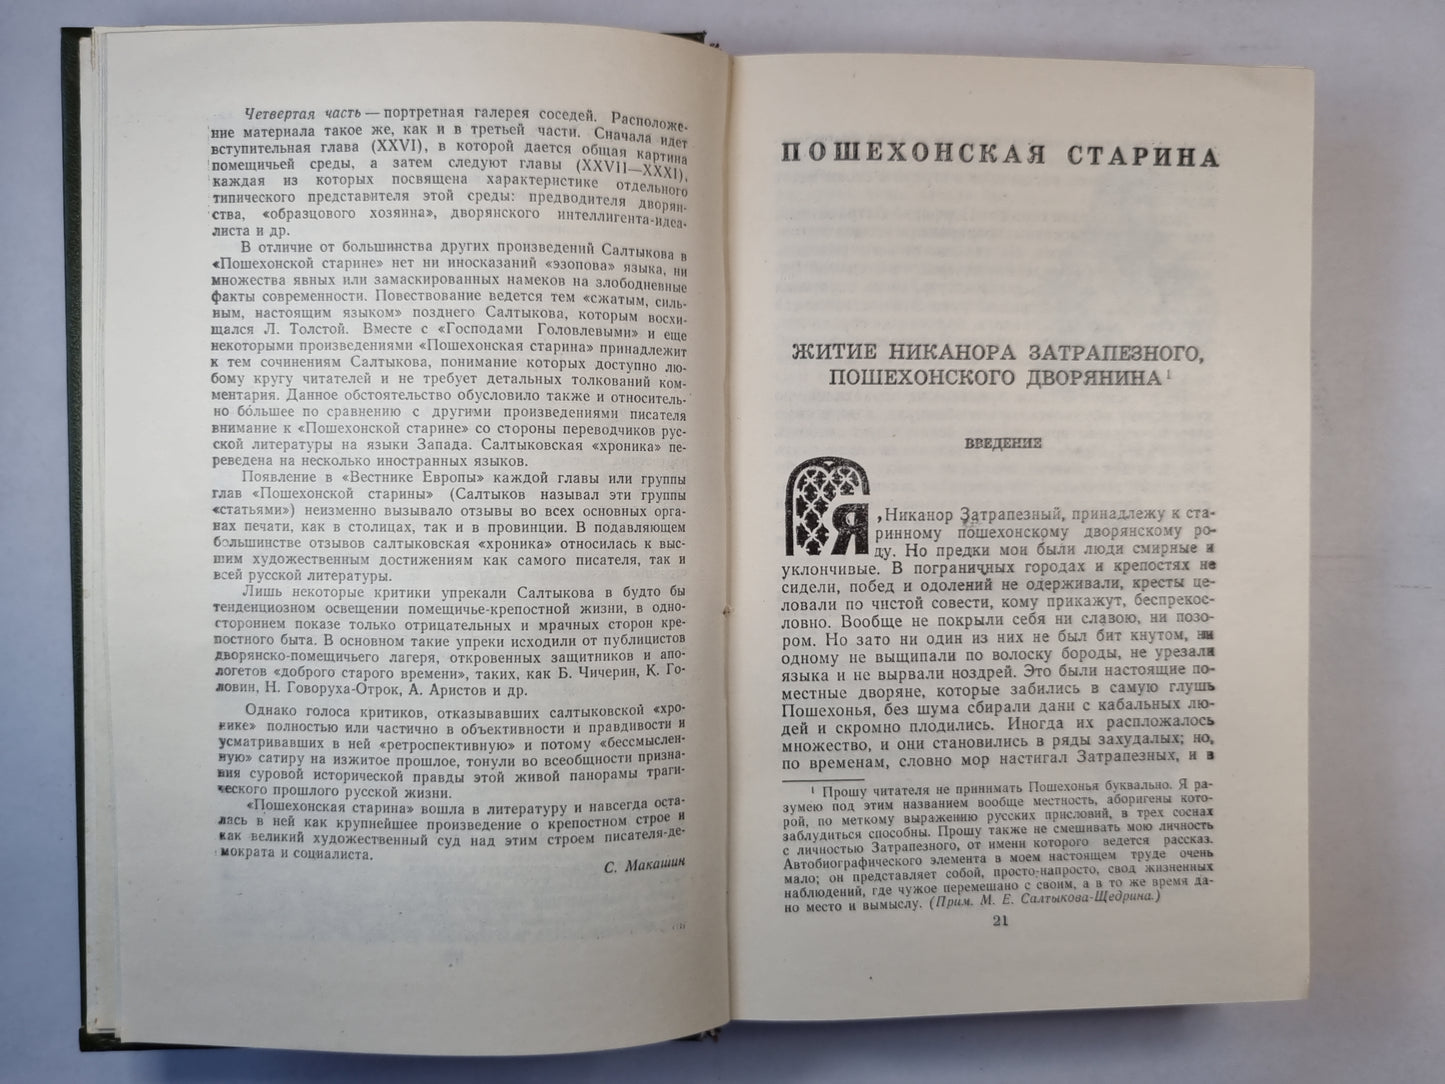 Четвертая часть — портретная галерея соседей. Расположе-
ние материала такое же, как и в третьей части. Сначала идет
вступительная глава (XXVI), в которой дается общая картина
помещичьей среды, а затем следуют главы (XXVII—XXXI),
каждая из которых посвящена характеристике отдельного
типического представителя этой среды: предводителя дворян-
ства, «образцового хозяина», дворянского интеллигента-идеа-
листа и др.
В отличие от большинства других произведений Салтыкова в
«Пошехонской старине» нет ни иносказаний «эзопова» языка, ни
множества явных или замаскированных намеков на злободневные
факты современности. Повествование ведется тем «сжатым, силь-
ным, настоящим языком» позднего Салтыкова, которым восхи-
щался Л. Толстой. Вместе с «Господами Головлевыми» и еще
некоторыми произведениями «Пошехонская старина» принадлежит
к тем сочинениям Салтыкова, понимание которых доступно лю-
бому кругу читателей и не требует детальных толкований ком-
ментария. Данное обстоятельство обусловило также и относитель-
но бо́льшее по сравнению с другими произведениями писателя
внимание к «Пошехонской старине» со стороны переводчиков рус-
ской литературы на языки Запада. Салтыковская «хроника» пе-
реведена на несколько иностранных языков.
Появление в «Вестнике Европы» каждой главы или группы
глав «Пошехонской старины» (Салтыков называл эти группы
«статьями») неизменно вызывало отзывы во всех основных орга-
нах печати, как в столицах, так и в провинции. В подавляющем
большинстве отзывов салтыковская «хроника» относилась к выс-
шим художественным достижениям как самого писателя, так и
всей русской литературы.
Лишь некоторые критики упрекали Салтыкова в будто бы
тенденциозном освещении помещичье-крепостной жизни, в одно-
стороннем показе только отрицательных и мрачных сторон кре-
постного быта. В основном такие упреки исходили от публицистов
дворянско-помещичьего лагеря, откровенных защитников и апо-
логетов «доброго старого времени», таких, как Б. Чичерин, К. Го-
ловин, Н. Говоруха-Отрок, А. Аристов и др.
Однако голоса критиков, отказывавших салтыковской «хро-
нике» полностью или частично в объективности и правдивости и
усматривавших в ней «ретроспективную» и потому «бессмыслен-
ную» сатиру на изжитое прошлое, тонули во всеобщности призна-
ния суровой исторической правды этой живой панорамы траги-
ческого прошлого русской жизни.
«Пошехонская старина» вошла в литературу и навсегда оста-
лась в ней как крупнейшее произведение о крепостном строе и
как великий художественный суд над этим строем писателя-де-
мократа и социалиста.
С. Макашин
ПОШЕХОНСКАЯ СТАРИНА
ЖИТИЕ НИКАНОРА ЗАТРАПЕЗНОГО,
ПОШЕХОНСКОГО ДВОРЯНИНА¹
ВВЕДЕНИЕ
Я, Никанор Затрапезный, принадлежу к ста-
ринному пошехонскому дворянскому ро-
ду. Но предки мои были люди смирные и
уклончивые. В пограничных городах и крепостях не
сидели, побед и одолений не одерживали, кресты це-
ловали по чистой совести, кому прикажут, беспрекос-
ловно. Вообще не покрыли себя ни славою, ни позо-
ром. Но зато ни один из них не был бит кнутом, ни
одному не выщипали по волоску бороды, не урезали
языка и не вырвали ноздрей. Это были настоящие по-
местные дворяне, которые забились в самую глушь
Пошехонья, без шума сбирали дани с кабальных лю-
дей и скромно плодились. Иногда их распложалось
множество, и они становились в ряды захудалых; но,
по временам, словно мор настигал Затрапезных, и в
¹ Прошу читателя не принимать Пошехонья буквально. Я ра-
зумею под этим названием вообще местность, аборигены кото-
рой, по меткому выражению русских присловий, в трех соснах
заблудиться способны. Прошу также не смешивать мою личность
с личностью Затрапезного, от имени которого ведется рассказ.
Автобиографического элемента в моем настоящем труде очень
мало; он представляет собой, просто-напросто, свод жизненных
наблюдений, где чужое перемешано с своим, а в то же время да-
но место и вымыслу. (Прим. М. Е. Салтыкова-Щедрина.)
21